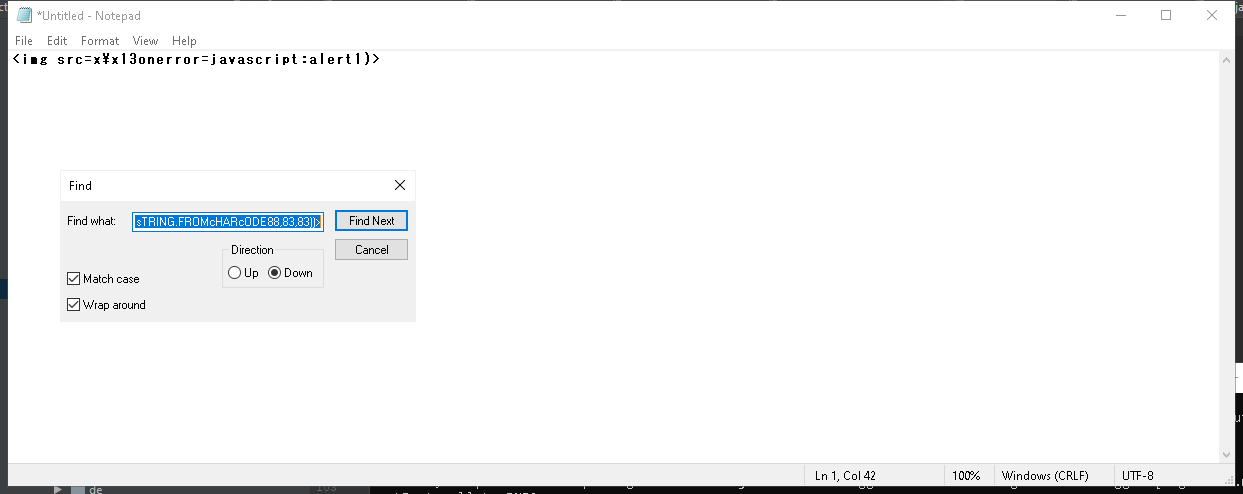 *Untitled - Notepad
File Edit Format View Help
<img src=x¥x13onerror=javascript:alert1)>
Find
Find what: sTRING.FROMcHARcODE88,83,83))> Find Next
Cancel
Direction
Up Down
Match case
Wrap around
Ln 1, Col 42 100% Windows (CRLF) UTF-8
de